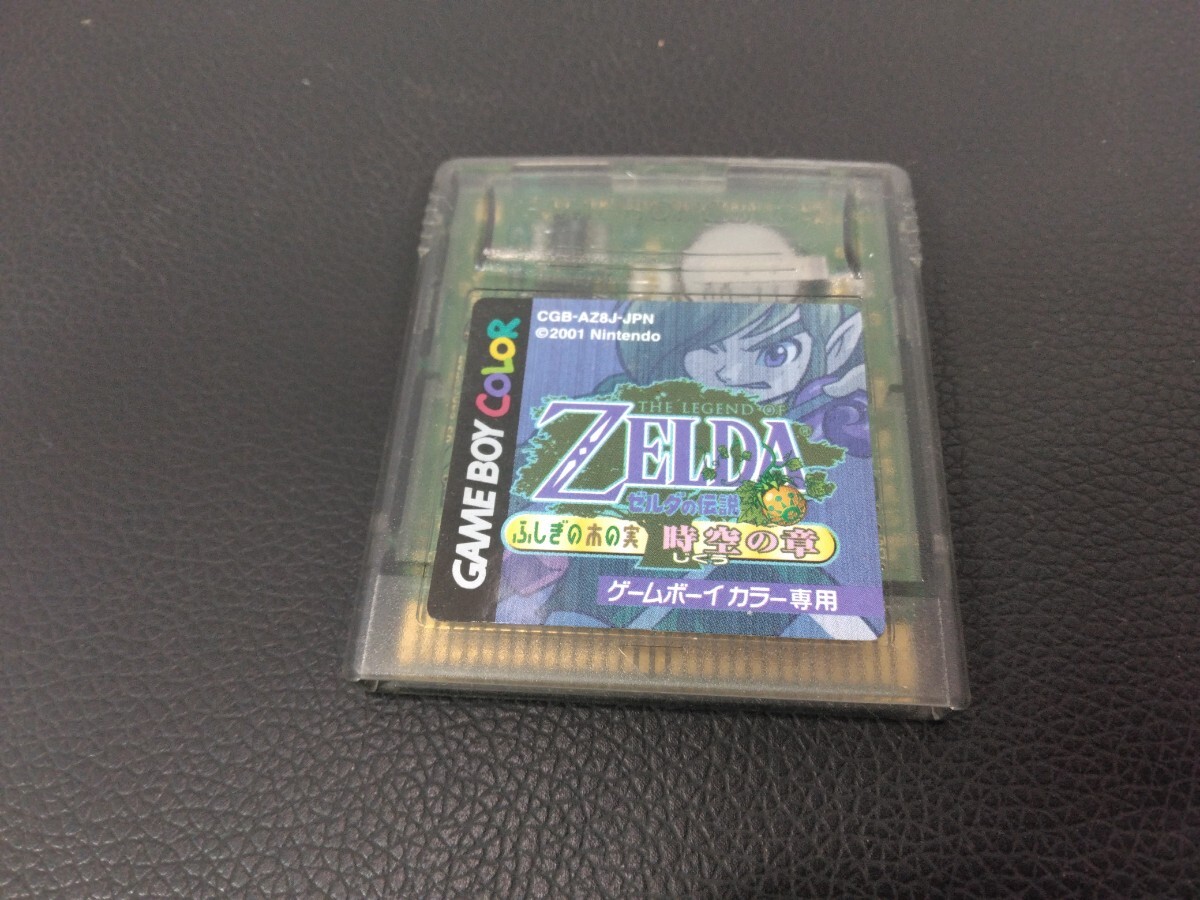 CGB-AZ8J-JPN
©2001 Nintendo
GAME BOY COLOR
THE LEGEND OF
ZELDA®
ゼルダの伝説
ふしぎの木の実 時空の章
じくう
ゲームボーイカラー専用